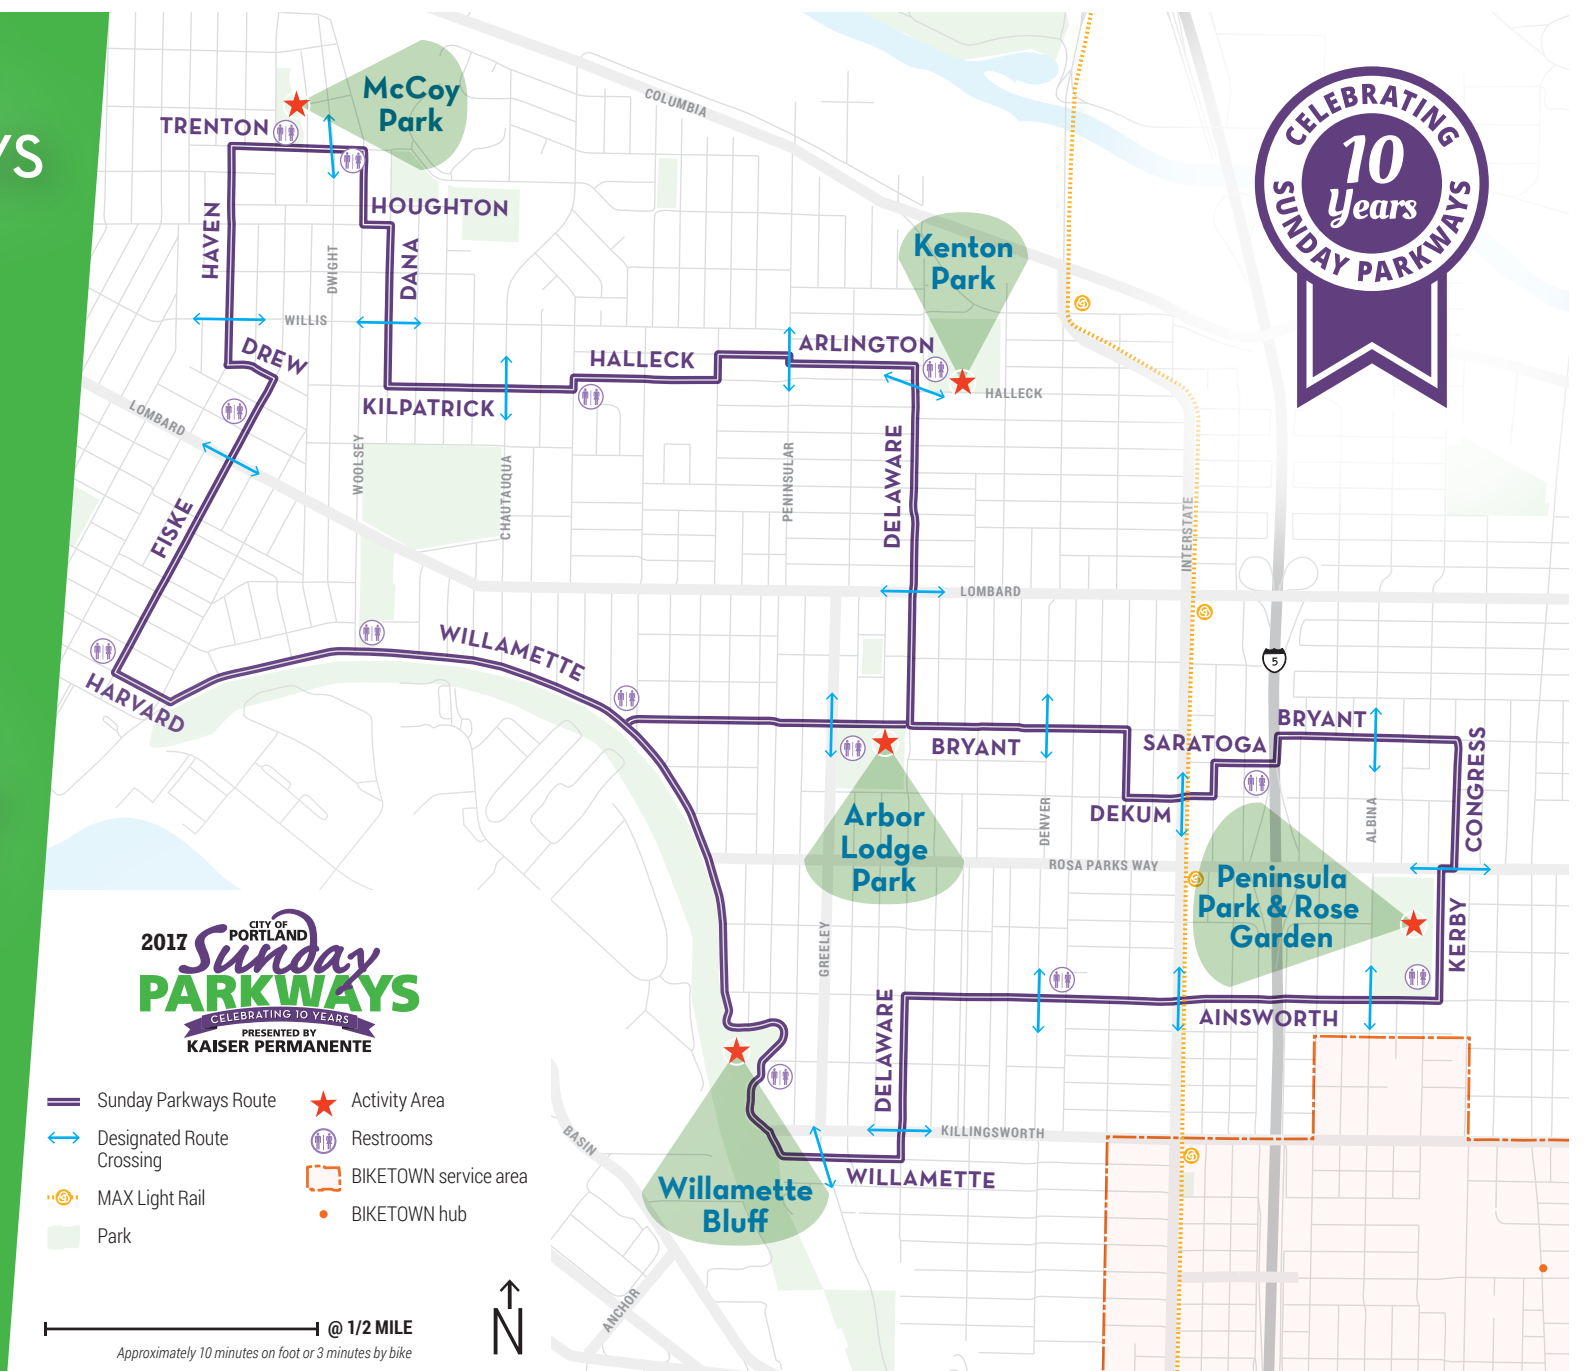 YS
McCoy
Park
TRENTON
COLUMBIA
CELEBRATING
10
Years
SUNDAY PARKWAYS
HAVEN
HOUGHTON
DWIGHT
DANA
Kenton
Park
WILLIS
DREW
HALLECK
ARLINGTON
HALLECK
KILPATRICK
LOMBARD
WOOLSEY
CHAUTAUQUA
PENINSULAR
DELAWARE
INTERSTATE
FISKE
LOMBARD
WILLAMETTE
5
HARVARD
BRYANT
SARATOGA
BRYANT
CONGRESS
DEKUM
DENVER
ALBINA
Arbor
Lodge
Park
ROSA PARKS WAY
Peninsula
Park & Rose
Garden
KERBY
GREELEY
DELAWARE
AINSWORTH
KILLINGSWORTH
WILLAMETTE
BASIN
Willamette
Bluff
ANCHOR
2017
CITY OF
PORTLAND
Sunday
PARKWAYS
CELEBRATING 10 YEARS
PRESENTED BY
KAISER PERMANENTE
Sunday Parkways Route
Designated Route
Crossing
MAX Light Rail
Park
Activity Area
Restrooms
BIKETOWN service area
BIKETOWN hub
@ 1/2 MILE
Approximately 10 minutes on foot or 3 minutes by bike
N